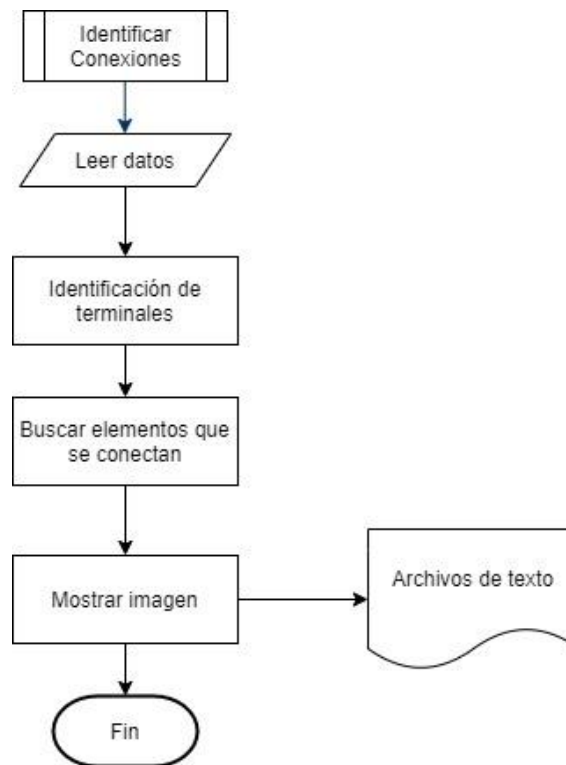 Identificar
Conexiones
Leer datos
Identificación de
terminales
Buscar elementos que
se conectan
Mostrar imagen
Archivos de texto
Fin